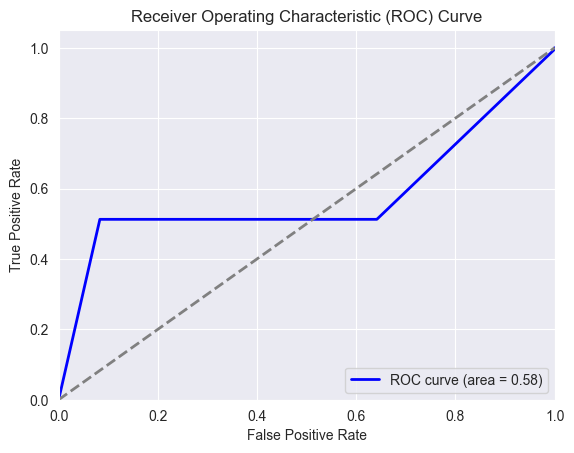 Receiver Operating Characteristic (ROC) Curve
1.0
0.8
0.6
0.4
0.2
0.0
True Positive Rate
ROC curve (area = 0.58)
0.0 0.2 0.4 0.6 0.8 1.0
False Positive Rate